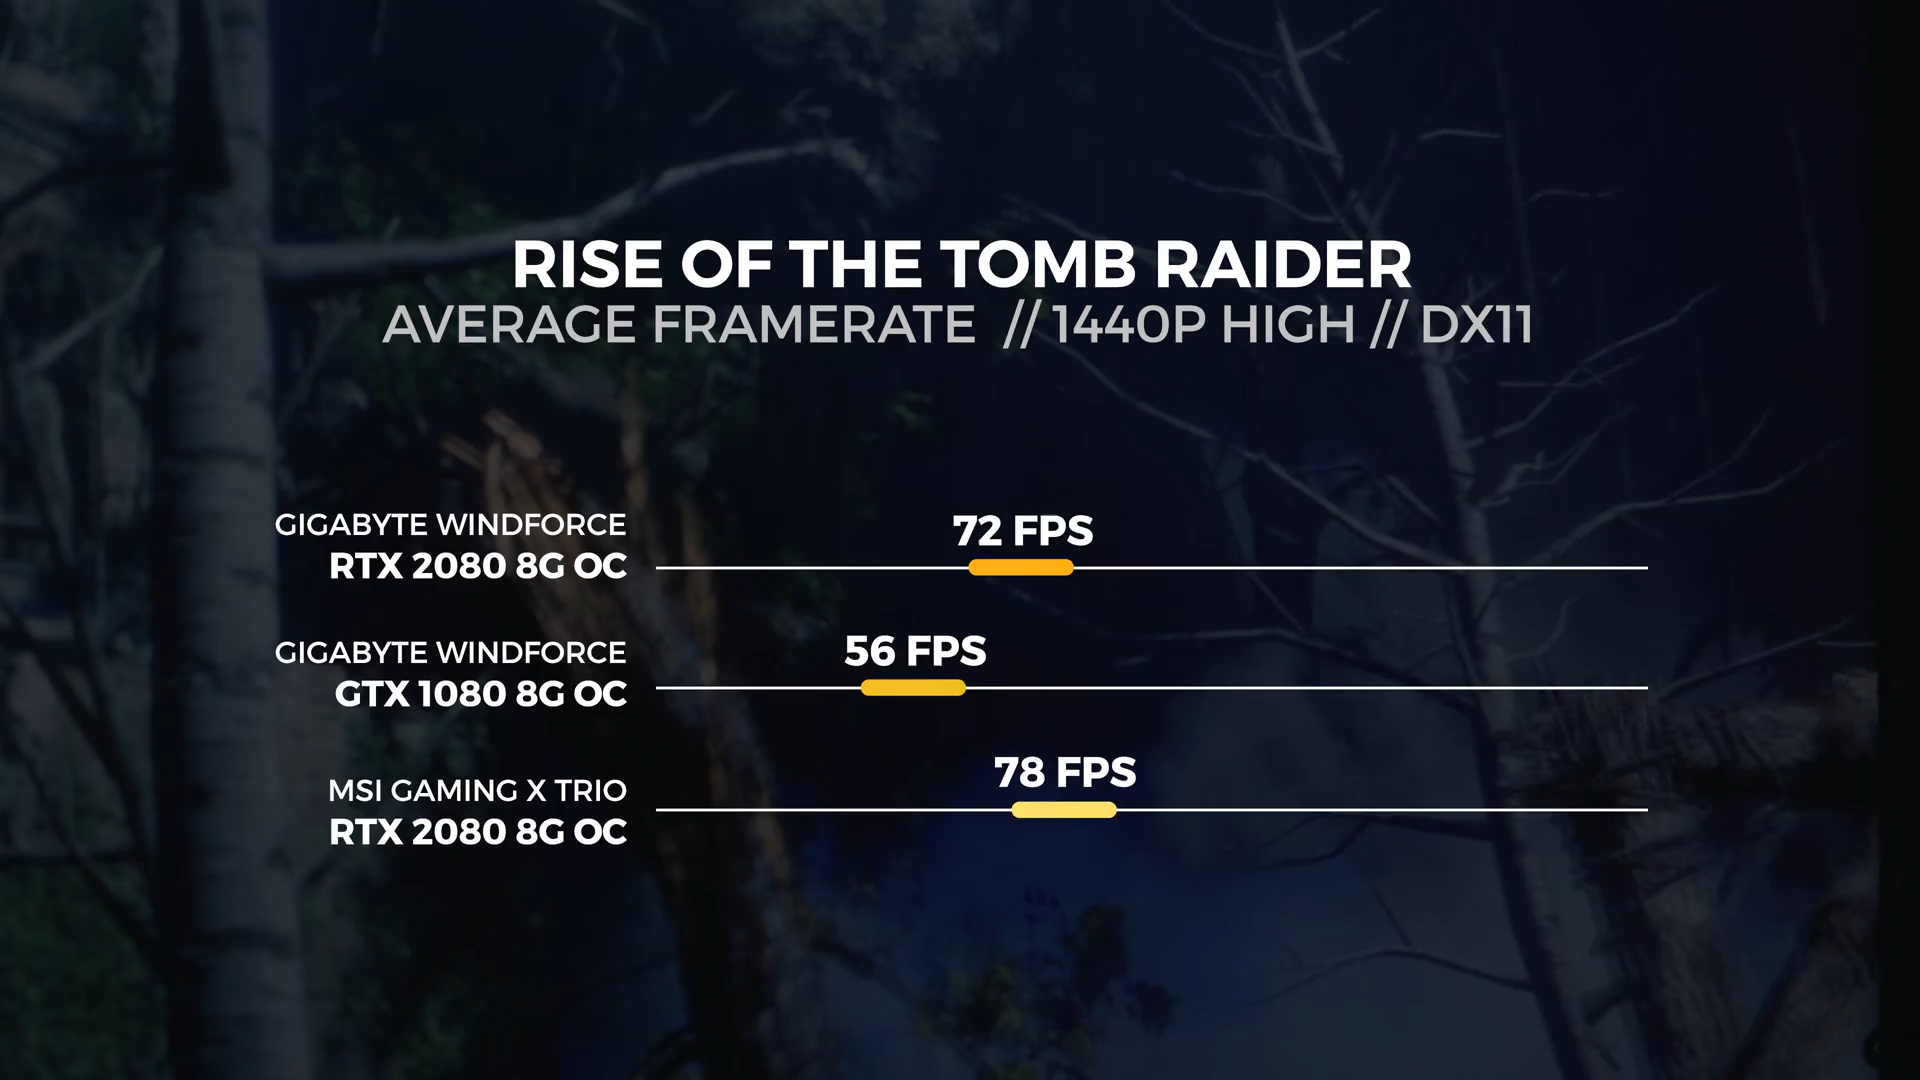 RISE OF THE TOMB RAIDER
AVERAGE FRAMERATE // 1440P HIGH // DX11
GIGABYTE WINDFORCE
RTX 2080 8G OC
72 FPS
GIGABYTE WINDFORCE
GTX 1080 8G OC
56 FPS
MSI GAMING X TRIO
RTX 2080 8G OC
78 FPS